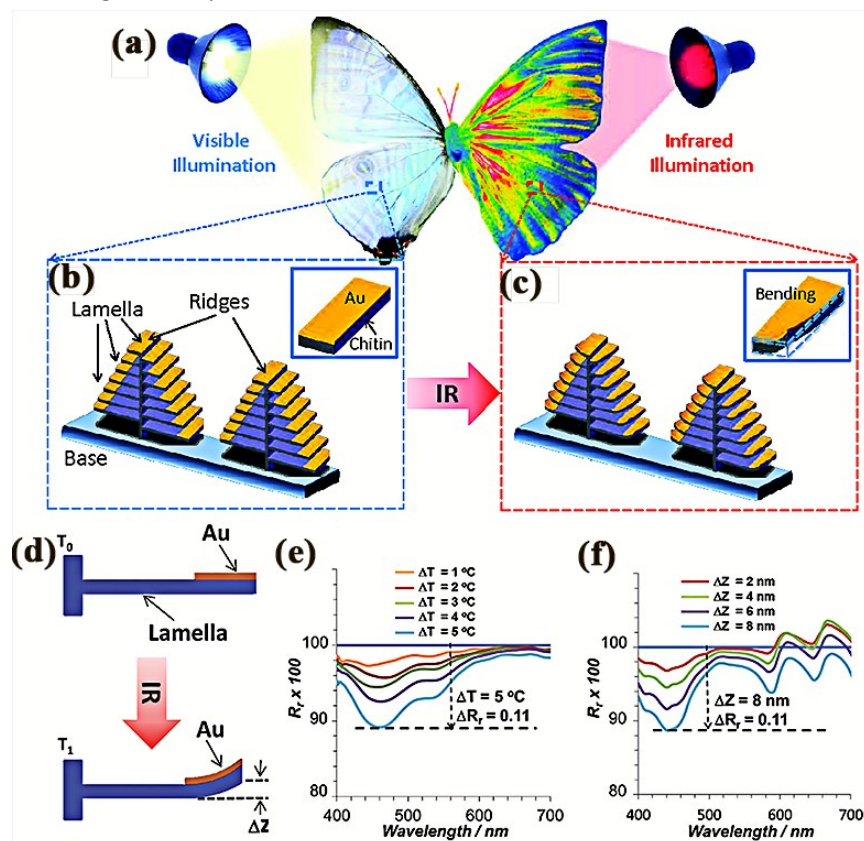 (a)
Visible
Illumination
Infrared
Illumination
(b)
Lamella
Ridges
Au
Chitin
Base
IR
(c)
Bending
(d)
T0
Au
Lamella
IR
T1
Au
ΔZ
(e)
ΔT = 1 ºC
ΔT = 2 ºC
ΔT = 3 ºC
ΔT = 4 ºC
ΔT = 5 ºC
100
90
80
Rr x 100
ΔT = 5 ºC
ΔRr = 0.11
400
500
600
700
Wavelength / nm
(f)
ΔZ = 2 nm
ΔZ = 4 nm
ΔZ = 6 nm
ΔZ = 8 nm
100
90
80
Rr x 100
ΔZ = 8 nm
ΔRr = 0.11
400
500
600
700
Wavelength / nm